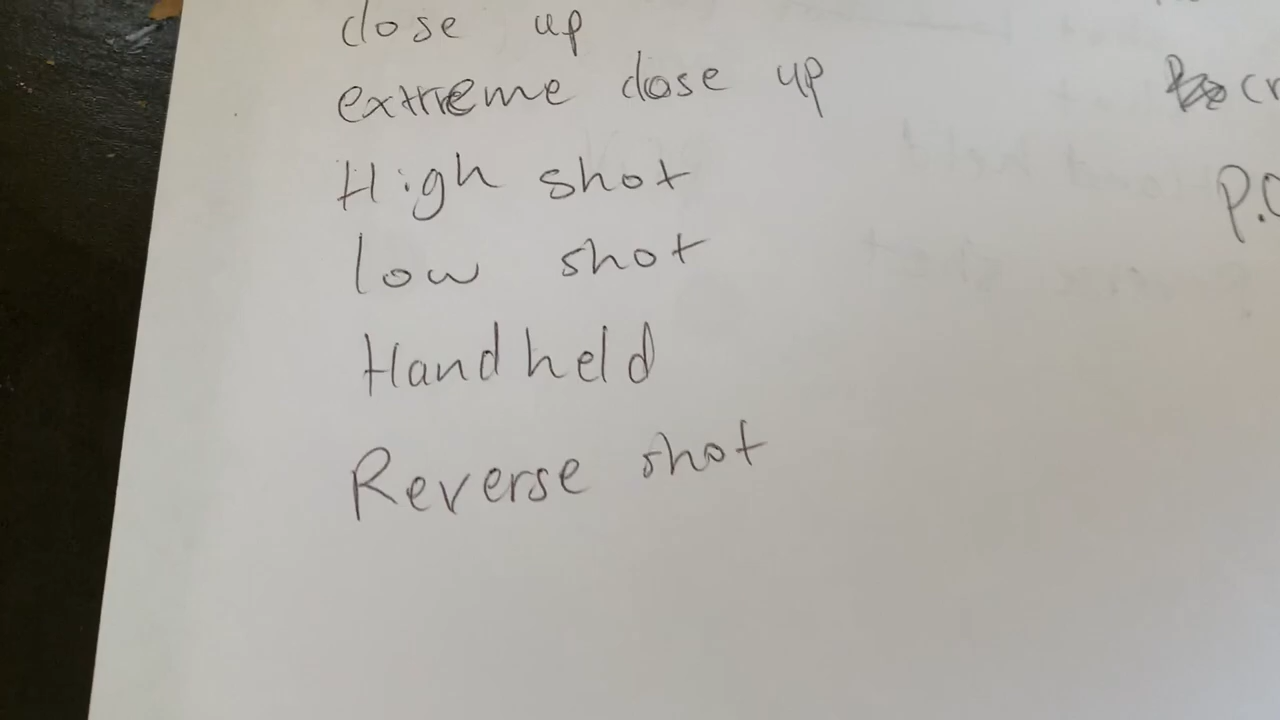 close up
extreme close up
High shot
low shot
Handheld
Reverse shot